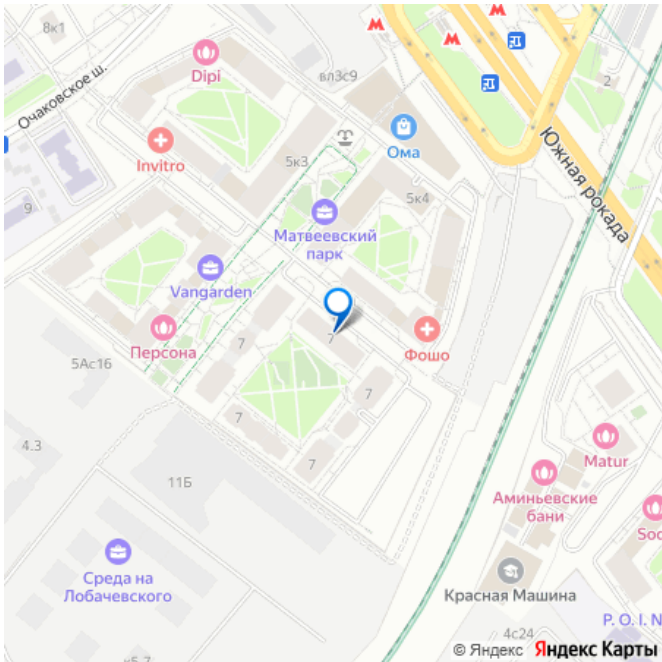 8к1
Dipi
вл3с9
2
Очаковское ш.
Ома
Южная рокада
Invitro
5к3
9
5к4
Матвеевский
парк
Vangarden
7
Фошо
Персона
7
5Ас16
7
7
4.3
7
11Б
Matur
Аминьевские
бани
Среда на
Лобачевского
Красная Машина
4с24
© Яндекс Яндекс Карты